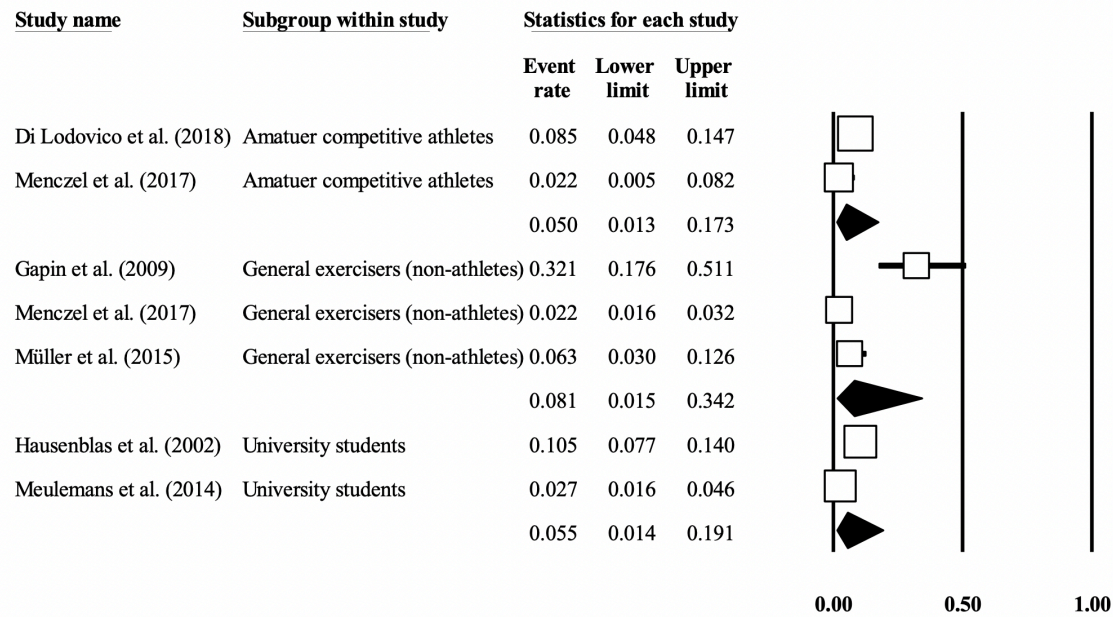 Study name Subgroup within study Statistics for each study
Event Lower Upper
rate limit limit
Di Lodovico et al. (2018) Amatuer competitive athletes 0.085 0.048 0.147
Menczel et al. (2017) Amatuer competitive athletes 0.022 0.005 0.082
0.050 0.013 0.173
Gapin et al. (2009) General exercisers (non-athletes) 0.321 0.176 0.511
Menczel et al. (2017) General exercisers (non-athletes) 0.022 0.016 0.032
Müller et al. (2015) General exercisers (non-athletes) 0.063 0.030 0.126
0.081 0.015 0.342
Hausenblas et al. (2002) University students 0.105 0.077 0.140
Meulemans et al. (2014) University students 0.027 0.016 0.046
0.055 0.014 0.191
0.00 0.50 1.00